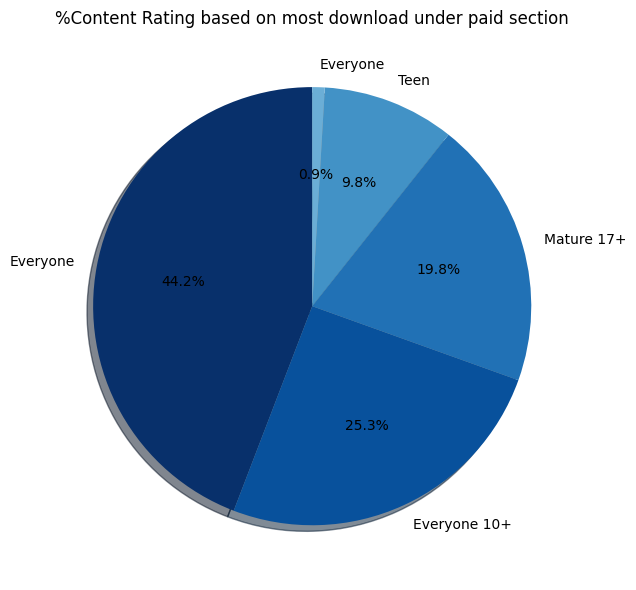 %Content Rating based on most download under paid section
Everyone
Teen
0.9%
9.8%
Mature 17+
Everyone
19.8%
44.2%
25.3%
Everyone 10+